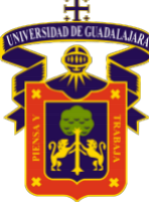 UNIVERSIDAD DE GUADALAJARA
PIENSA Y
TRABAJA